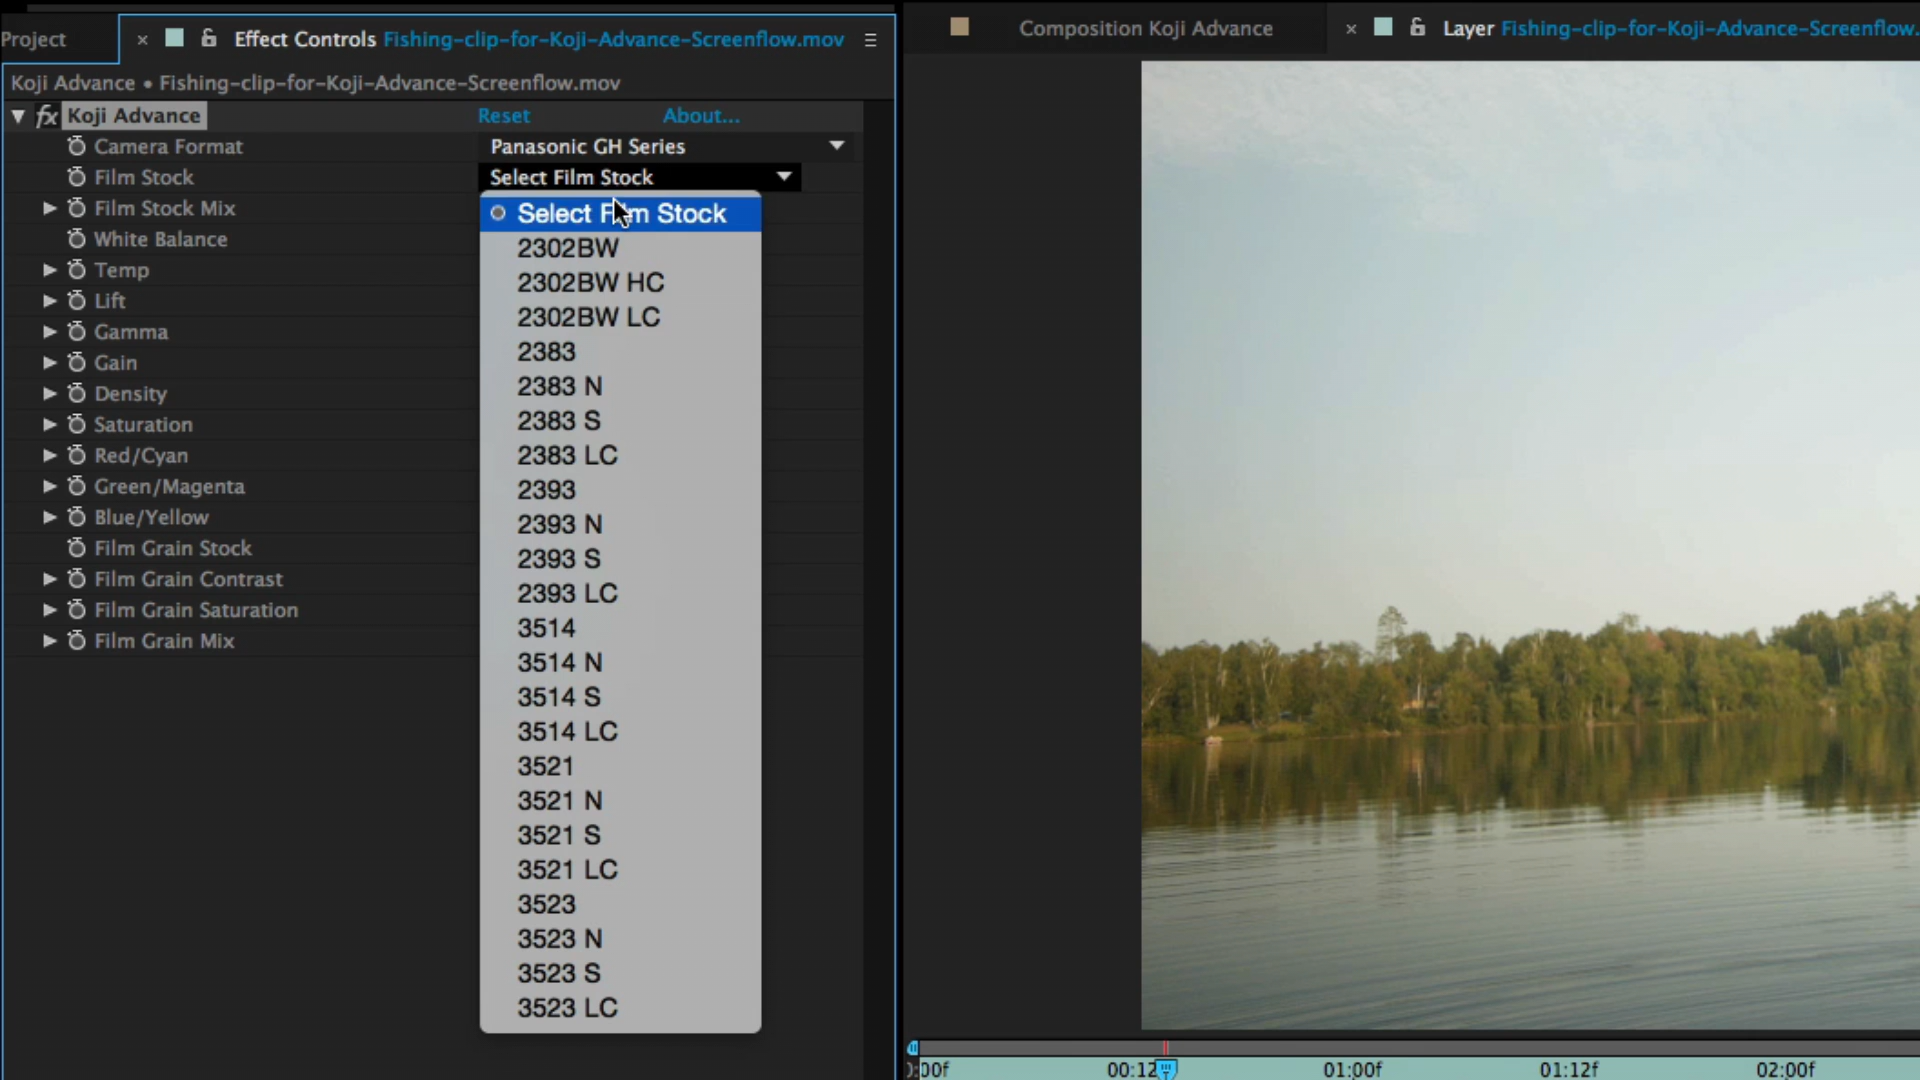 Project
× Effect Controls Fishing-clip-for-Koji-Advance-Screenflow.mov
Koji Advance • Fishing-clip-for-Koji-Advance-Screenflow.mov
fx Koji Advance Reset About...
Camera Format Panasonic GH Series
Film Stock Select Film Stock
Film Stock Mix
White Balance
Temp
Lift
Gamma
Gain
Density
Saturation
Red/Cyan
Green/Magenta
Blue/Yellow
Film Grain Stock
Film Grain Contrast
Film Grain Saturation
Film Grain Mix
Select Film Stock
2302BW
2302BW HC
2302BW LC
2383
2383 N
2383 S
2383 LC
2393
2393 N
2393 S
2393 LC
3514
3514 N
3514 S
3514 LC
3521
3521 N
3521 S
3521 LC
3523
3523 N
3523 S
3523 LC
Composition Koji Advance
× Layer Fishing-clip-for-Koji-Advance-Screenflow.
:00f 00:12 01:00f 01:12f 02:00f